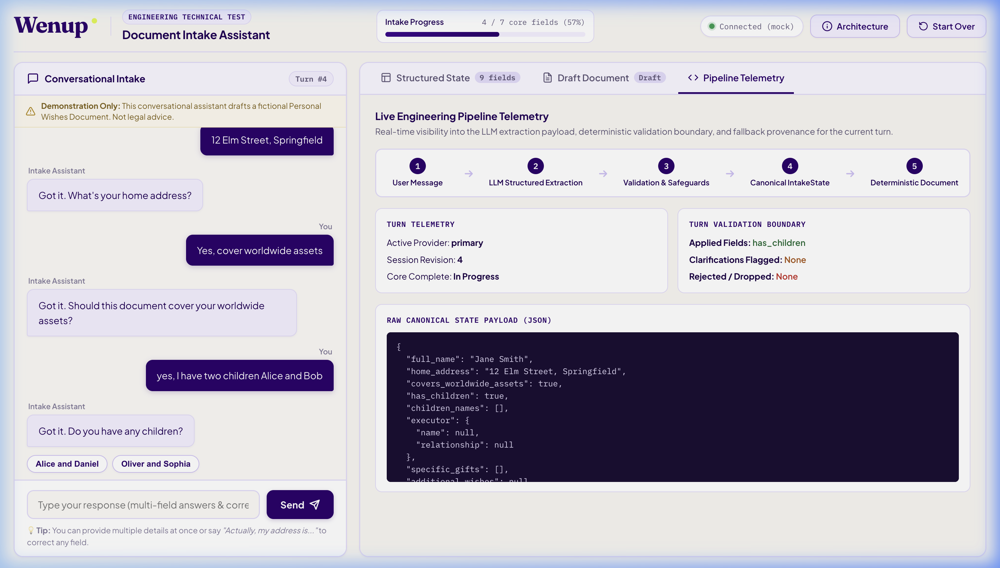 Wenup
ENGINEERING TECHNICAL TEST
Document Intake Assistant
Intake Progress
4 / 7 core fields (57%)
Connected (mock)
Architecture
Start Over
Conversational Intake
Turn #4
Demonstration Only: This conversational assistant drafts a fictional Personal
Wishes Document. Not legal advice.
12 Elm Street, Springfield
Intake Assistant
Got it. What's your home address?
You
Yes, cover worldwide assets
Intake Assistant
Got it. Should this document cover your worldwide
assets?
You
yes, I have two children Alice and Bob
Intake Assistant
Got it. Do you have any children?
Alice and Daniel
Oliver and Sophia
Type your response (multi-field answers & corre
Send
Tip: You can provide multiple details at once or say "Actually, my address is..." to
correct any field.
Structured State
9 fields
Draft Document
Draft
Pipeline Telemetry
Live Engineering Pipeline Telemetry
Real-time visibility into the LLM extraction payload, deterministic validation boundary, and fallback provenance for the current turn.
1
User Message
2
LLM Structured Extraction
3
Validation & Safeguards
4
Canonical IntakeState
5
Deterministic Document
TURN TELEMETRY
Active Provider: primary
Session Revision: 4
Core Complete: In Progress
TURN VALIDATION BOUNDARY
Applied Fields: has_children
Clarifications Flagged: None
Rejected / Dropped: None
RAW CANONICAL STATE PAYLOAD (JSON)
{
"full_name": "Jane Smith",
"home_address": "12 Elm Street, Springfield",
"covers_worldwide_assets": true,
"has_children": true,
"children_names": [],
"executor": {
"name": null,
"relationship": null
},
"specific_gifts": [],
"additional_wishes": null